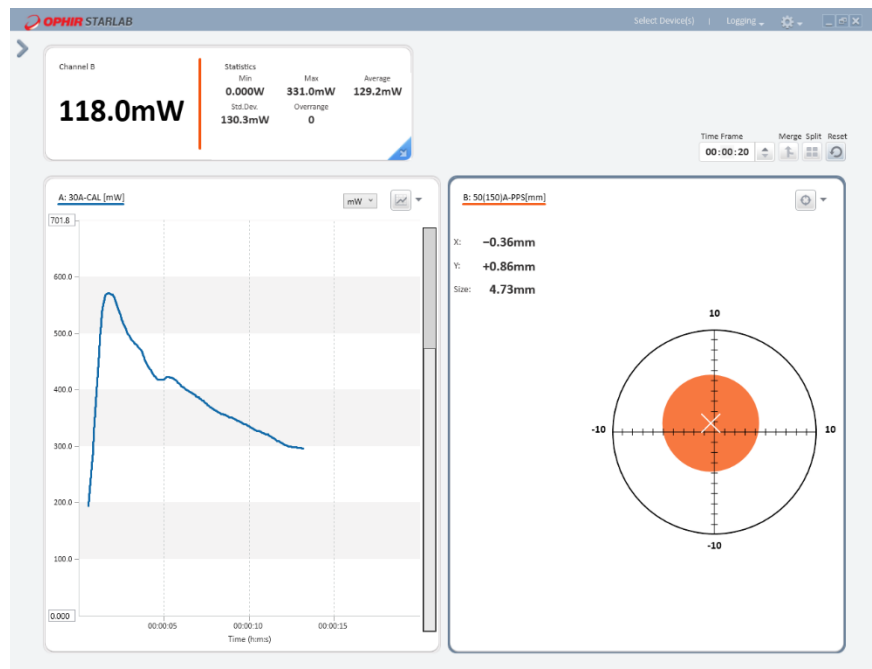 OPHIR STARLAB
Select Device(s) | Logging
Channel B
118.0mW
Statistics
Min Max Average
0.000W 331.0mW 129.2mW
Std.Dev. Overrange
130.3mW 0
Time Frame Merge Split Reset
00:00:20
A: 30A-CAL [mW]
mW
701.8
600.0
500.0
400.0
300.0
200.0
100.0
0.000
00:00:05 00:00:10 00:00:15
Time (h:m:s)
B: 50(150)A-PPS[mm]
X: −0.36mm
Y: +0.86mm
Size: 4.73mm
10
-10 10
-10